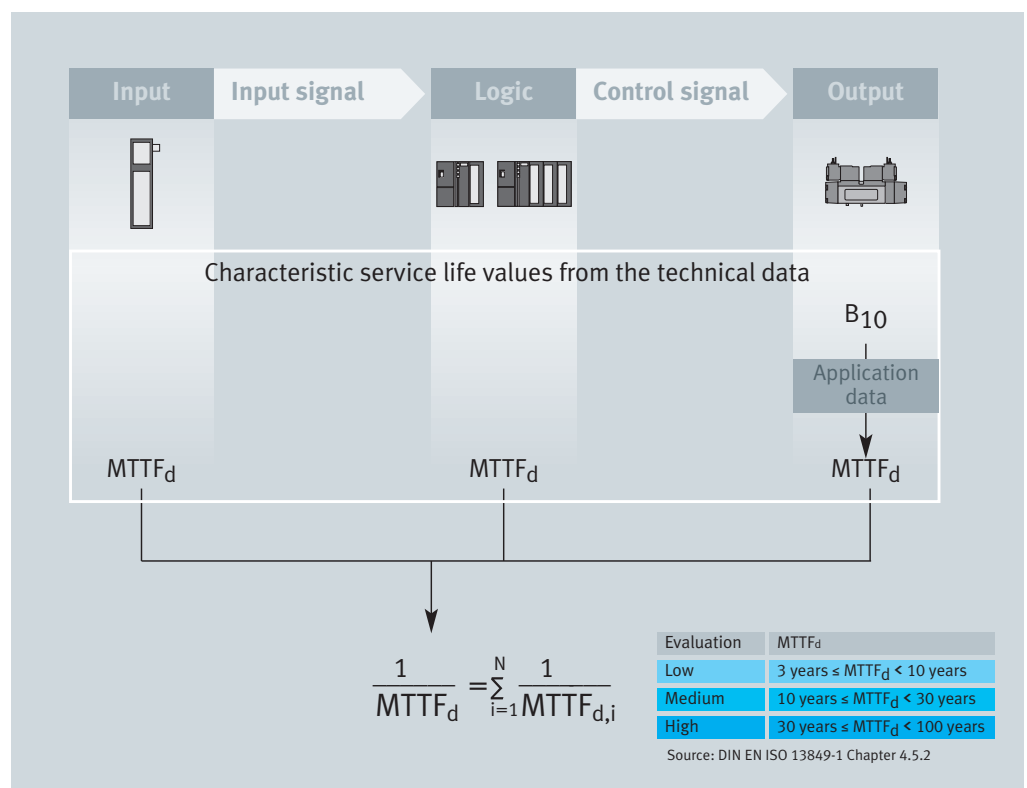 Input Input signal Logic Control signal Output
Characteristic service life values from the technical data
B10
Application
data
MTTFd MTTFd MTTFd
1 N 1
MTTFd = Σ MTTFd,i
i=1
Evaluation MTTFd
Low 3 years ≤ MTTFd < 10 years
Medium 10 years ≤ MTTFd < 30 years
High 30 years ≤ MTTFd < 100 years
Source: DIN EN ISO 13849-1 Chapter 4.5.2